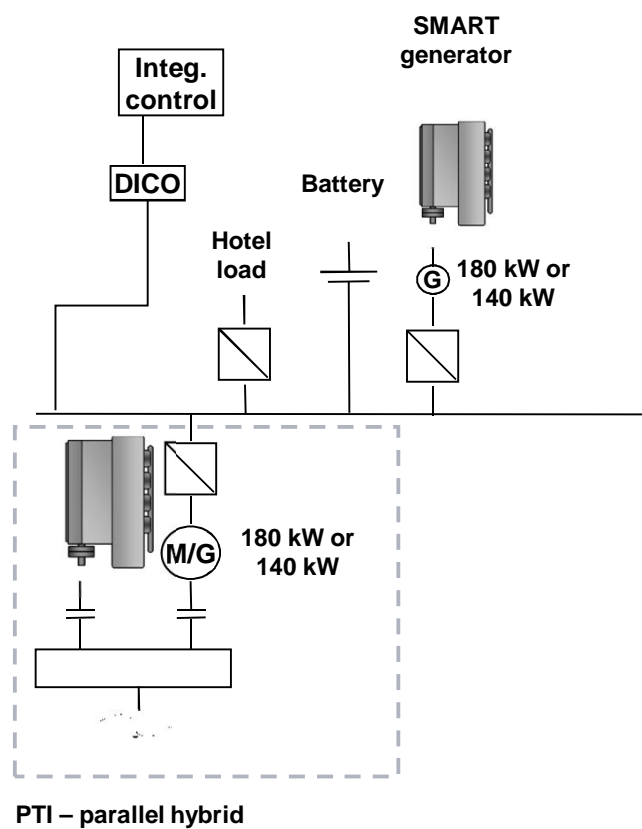 SMART
generator
Integ.
control
DICO
Battery
Hotel
load
G
180 kW or
140 kW
M/G
180 kW or
140 kW
PTI – parallel hybrid